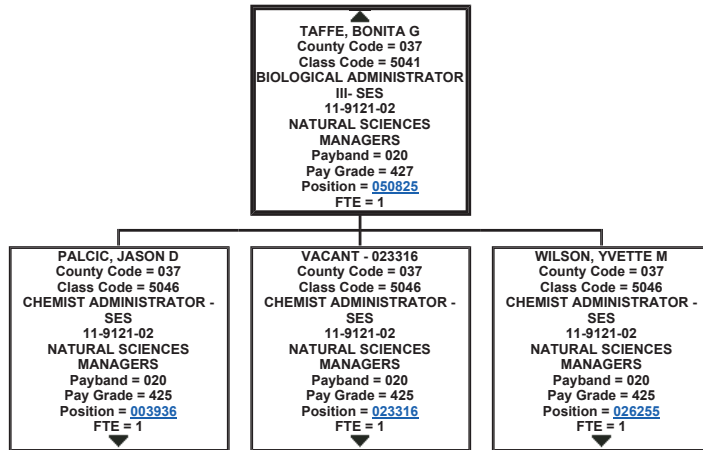 TAFFE, BONITA G
County Code = 037
Class Code = 5041
BIOLOGICAL ADMINISTRATOR
III- SES
11-9121-02
NATURAL SCIENCES
MANAGERS
Payband = 020
Pay Grade = 427
Position = 050825
FTE = 1
PALCIC, JASON D
County Code = 037
Class Code = 5046
CHEMIST ADMINISTRATOR -
SES
11-9121-02
NATURAL SCIENCES
MANAGERS
Payband = 020
Pay Grade = 425
Position = 003936
FTE = 1
VACANT - 023316
County Code = 037
Class Code = 5046
CHEMIST ADMINISTRATOR -
SES
11-9121-02
NATURAL SCIENCES
MANAGERS
Payband = 020
Pay Grade = 425
Position = 023316
FTE = 1
WILSON, YVETTE M
County Code = 037
Class Code = 5046
CHEMIST ADMINISTRATOR -
SES
11-9121-02
NATURAL SCIENCES
MANAGERS
Payband = 020
Pay Grade = 425
Position = 026255
FTE = 1